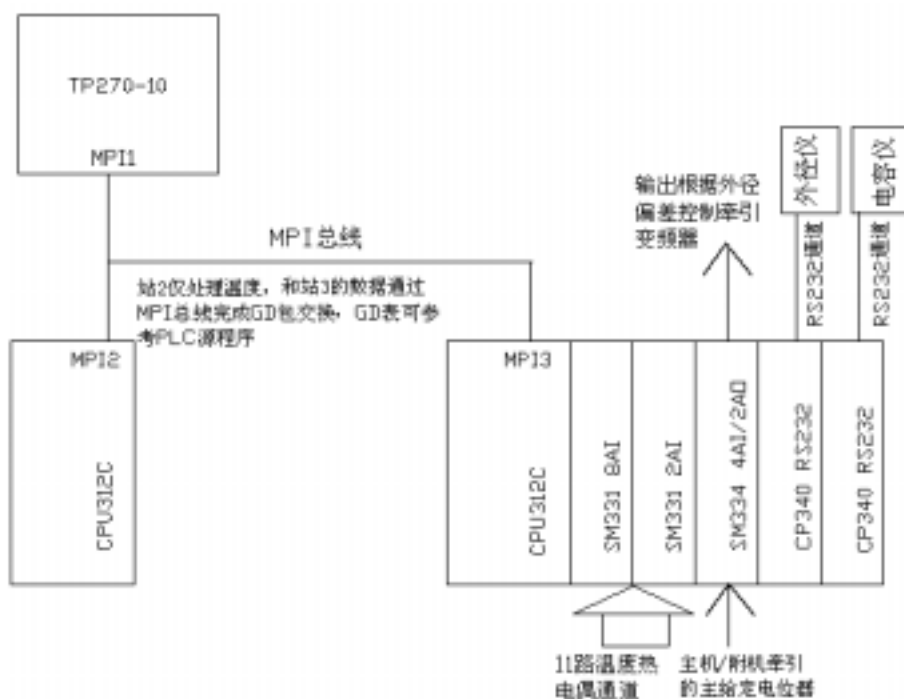 TP270-10
MPI1
MPI总线
站2仅处理温度，和站3的数据通过
MPI总线完成GD包交换，GD表可参
考PLC源程序
输出根据外径
偏差控制牵引
变频器
外径仪
电容仪
RS232通道
RS232通道
MPI2
CPU312C
MPI3
CPU312C
SM331 8AI
SM331 2AI
SM334 4AI/2AO
CP340 RS232
CP340 RS232
11路温度热
电偶通道
主机/附机牵引
的主给定电位器